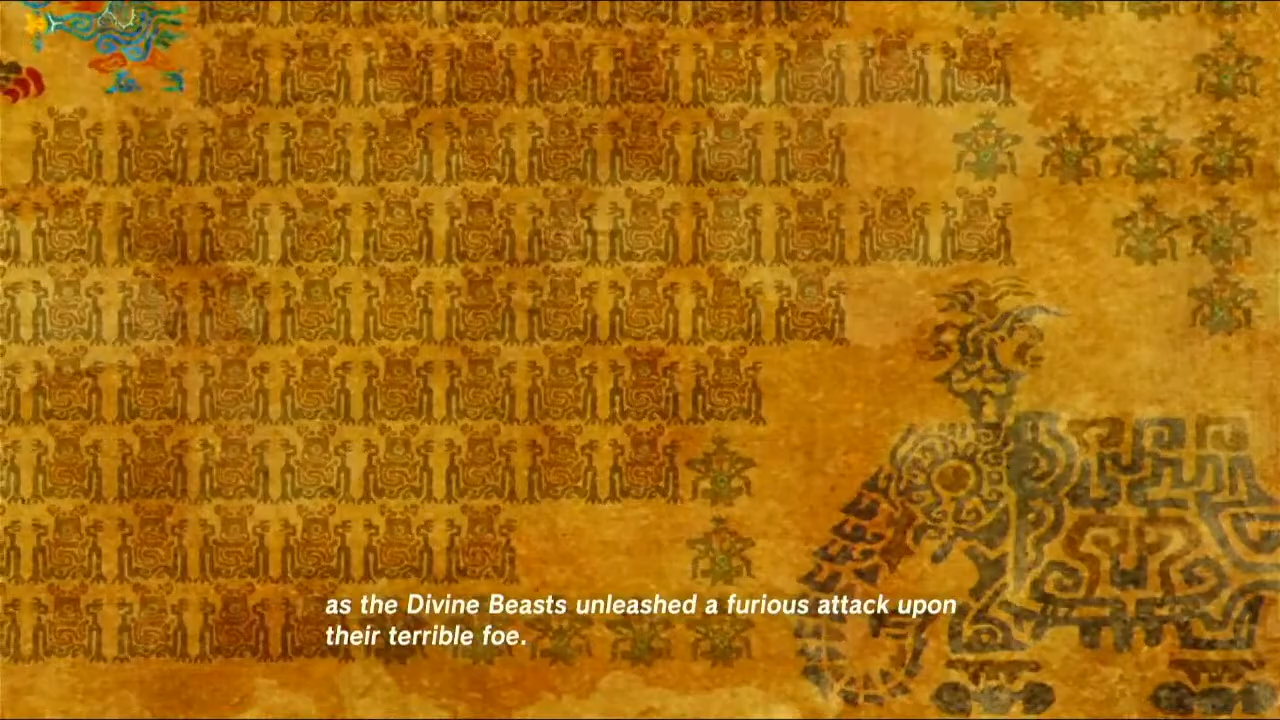 as the Divine Beasts unleashed a furious attack upon
their terrible foe.